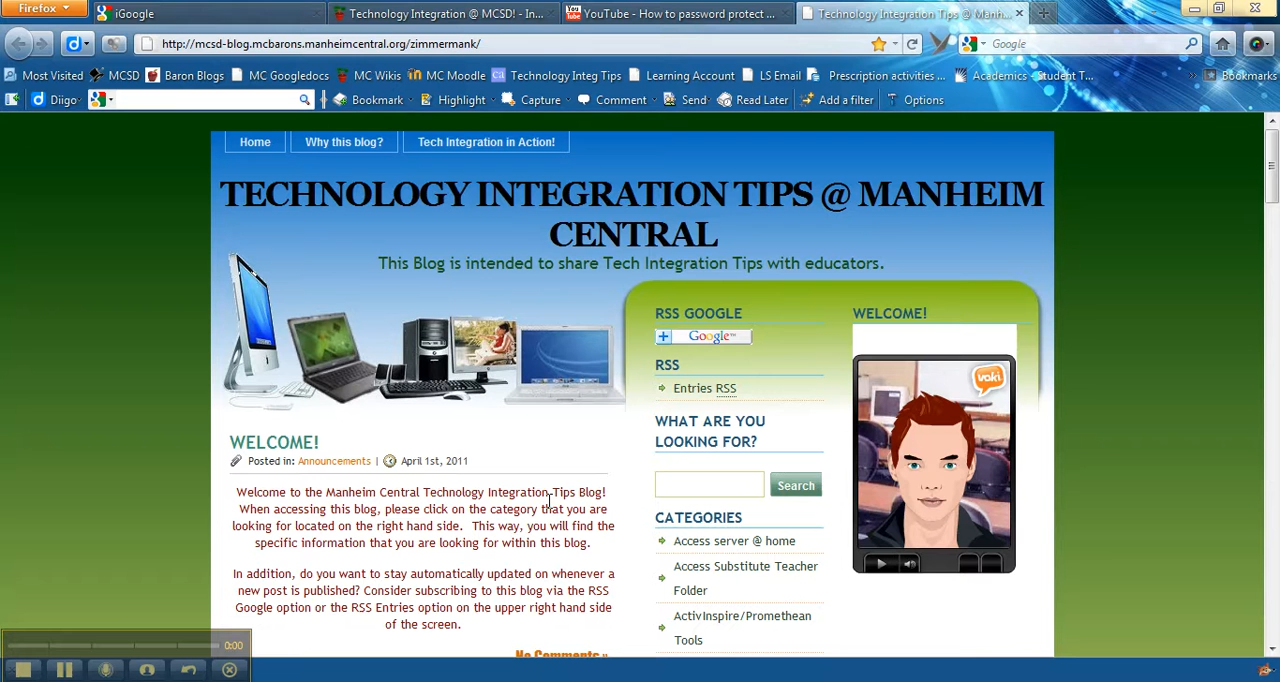 Firefox
iGoogle
Technology Integration @ MCSD! - In...
You Tube YouTube - How to password protect ...
Technology Integration Tips @ Manh...
http://mcsd-blog.mcbarons.manheimcentral.org/zimmermank/
Google
Most Visited MCSD Baron Blogs MC Googledocs MC Wikis MC Moodle Technology Integ Tips Learning Account LS Email Prescription activities ... Academics - Student T... Bookmarks
Diigo Bookmark Highlight Capture Comment Send Read Later Add a filter Options
Home Why this blog? Tech Integration in Action!
TECHNOLOGY INTEGRATION TIPS @ MANHEIM
CENTRAL
This Blog is intended to share Tech Integration Tips with educators.
RSS GOOGLE
Google™
RSS
Entries RSS
WHAT ARE YOU
LOOKING FOR?
Search
CATEGORIES
Access server @ home
Access Substitute Teacher
Folder
ActivInspire/Promethean
Tools
WELCOME!
voki
WELCOME!
Posted in: Announcements | April 1st, 2011
Welcome to the Manheim Central Technology Integration Tips Blog!
When accessing this blog, please click on the category that you are
looking for located on the right hand side. This way, you will find the
specific information that you are looking for within this blog.
In addition, do you want to stay automatically updated on whenever a
new post is published? Consider subscribing to this blog via the RSS
Google option or the RSS Entries option on the upper right hand side
of the screen.
No Comments »
0:00